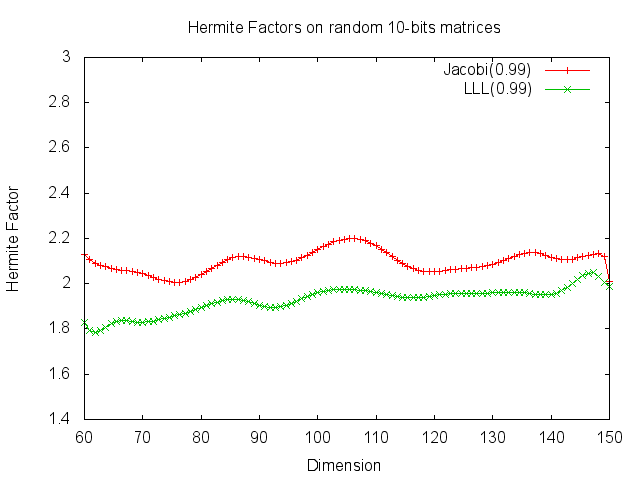 Hermite Factors on random 10-bits matrices
Jacobi(0.99)
LLL(0.99)
3
2.8
2.6
2.4
2.2
2
1.8
1.6
1.4
Hermite Factor
60 70 80 90 100 110 120 130 140 150
Dimension